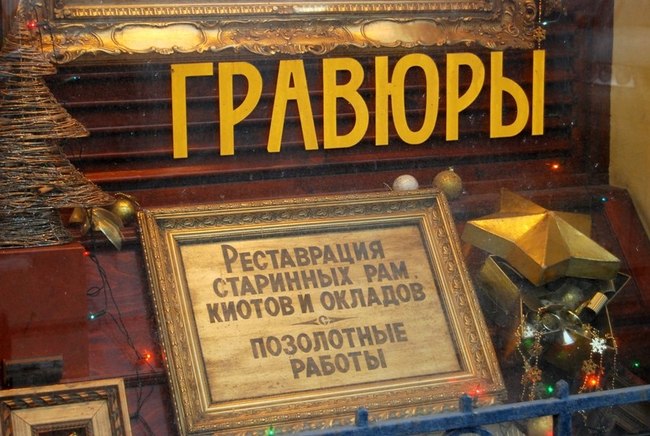 ГРАВЮРЫ
РЕСТАВРАЦИЯ
СТАРИННЫХ РАМ,
КИОТОВ И ОКЛАДОВ
ПОЗОЛОТНЫЕ
РАБОТЫ